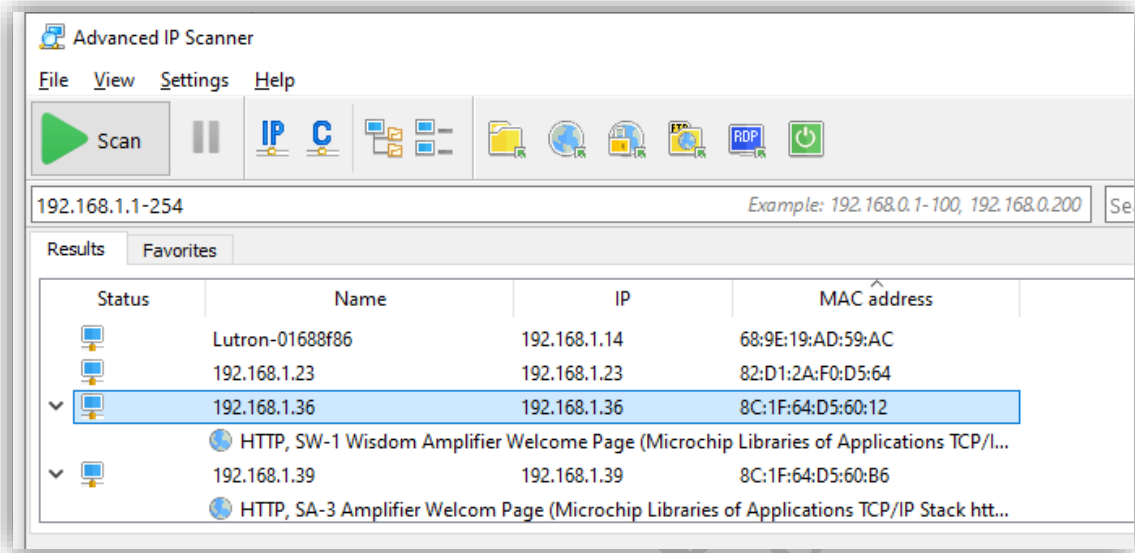 Advanced IP Scanner
File View Settings Help
Scan IP C FTP RDP
192.168.1.1-254 Example: 192.168.0.1-100, 192.168.0.200 Se
Results Favorites
Status Name IP MAC address
Lutron-01688f86 192.168.1.14 68:9E:19:AD:59:AC
192.168.1.23 192.168.1.23 82:D1:2A:F0:D5:64
192.168.1.36 192.168.1.36 8C:1F:64:D5:60:12
HTTP, SW-1 Wisdom Amplifier Welcome Page (Microchip Libraries of Applications TCP/I...
192.168.1.39 192.168.1.39 8C:1F:64:D5:60:B6
HTTP, SA-3 Amplifier Welcom Page (Microchip Libraries of Applications TCP/IP Stack htt...